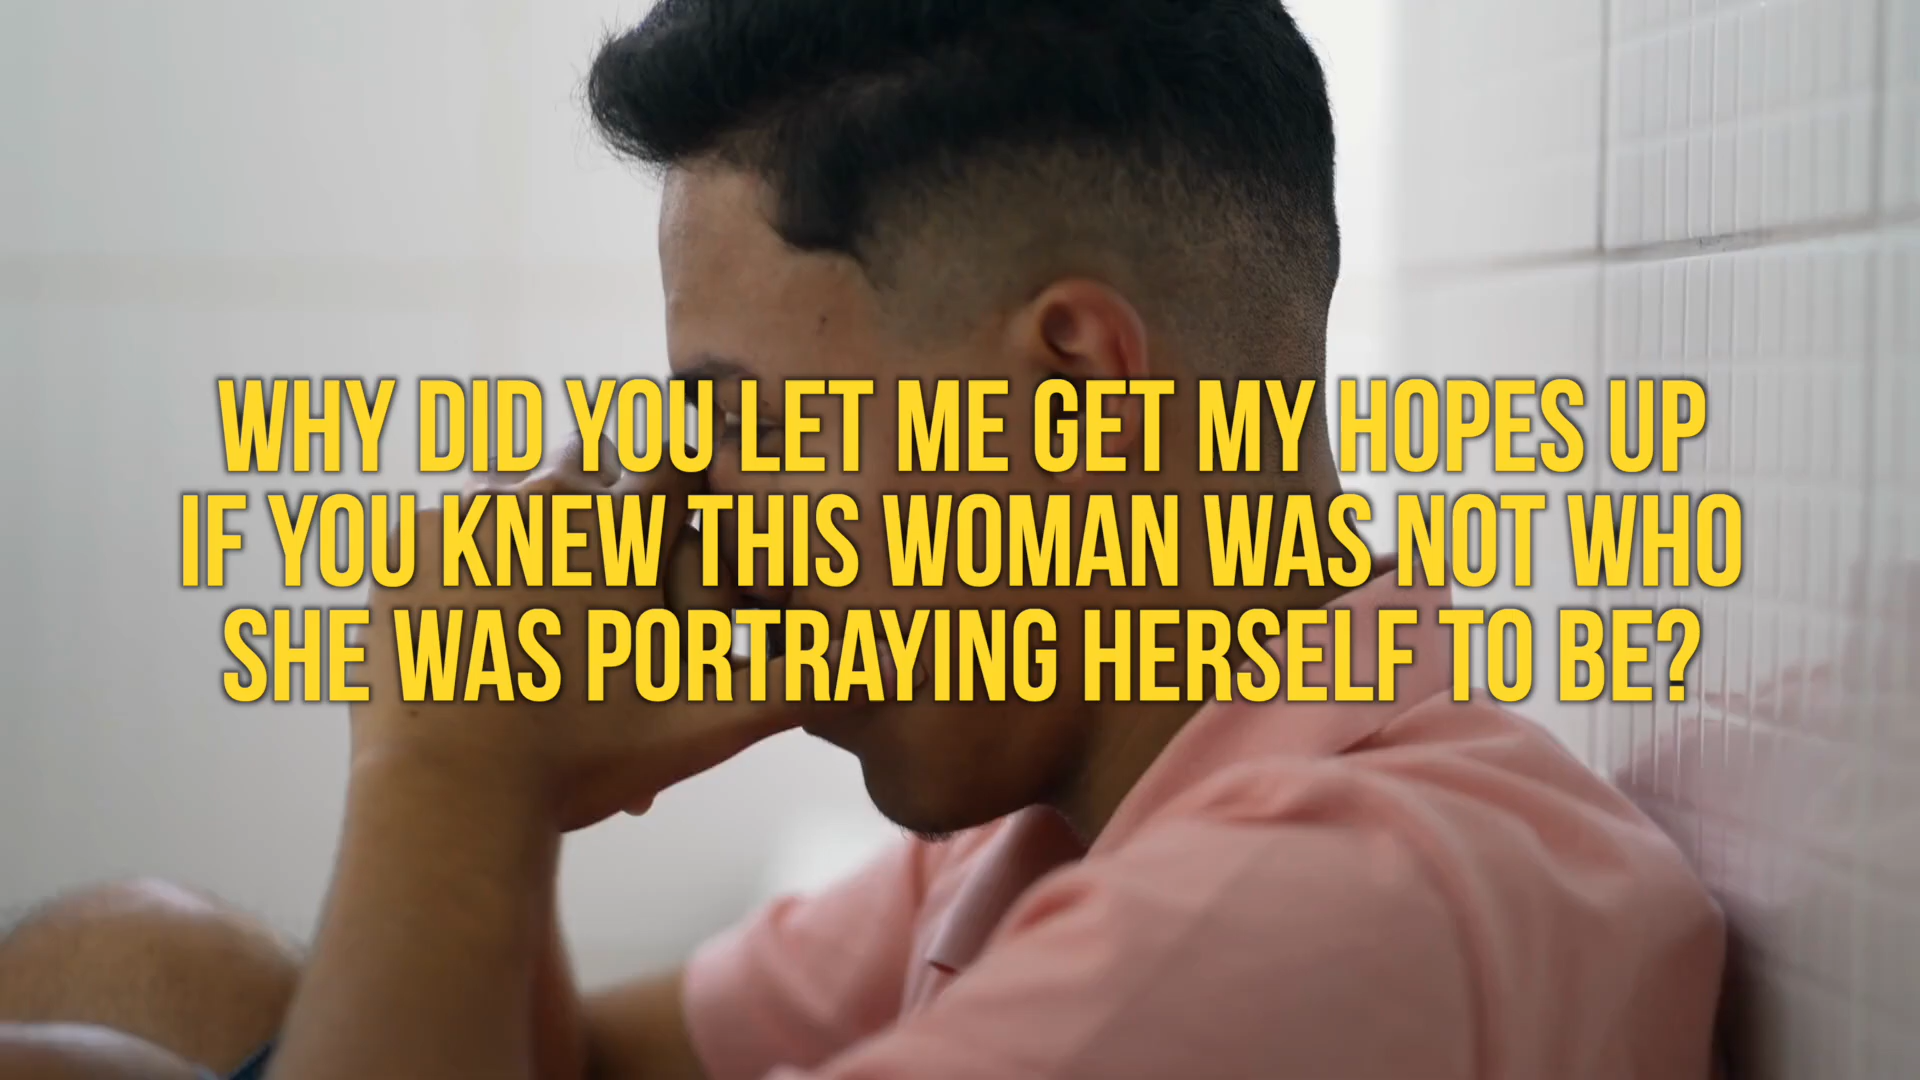 WHY DID YOU LET ME GET MY HOPES UP
IF YOU KNEW THIS WOMAN WAS NOT WHO
SHE WAS PORTRAYING HERSELF TO BE?